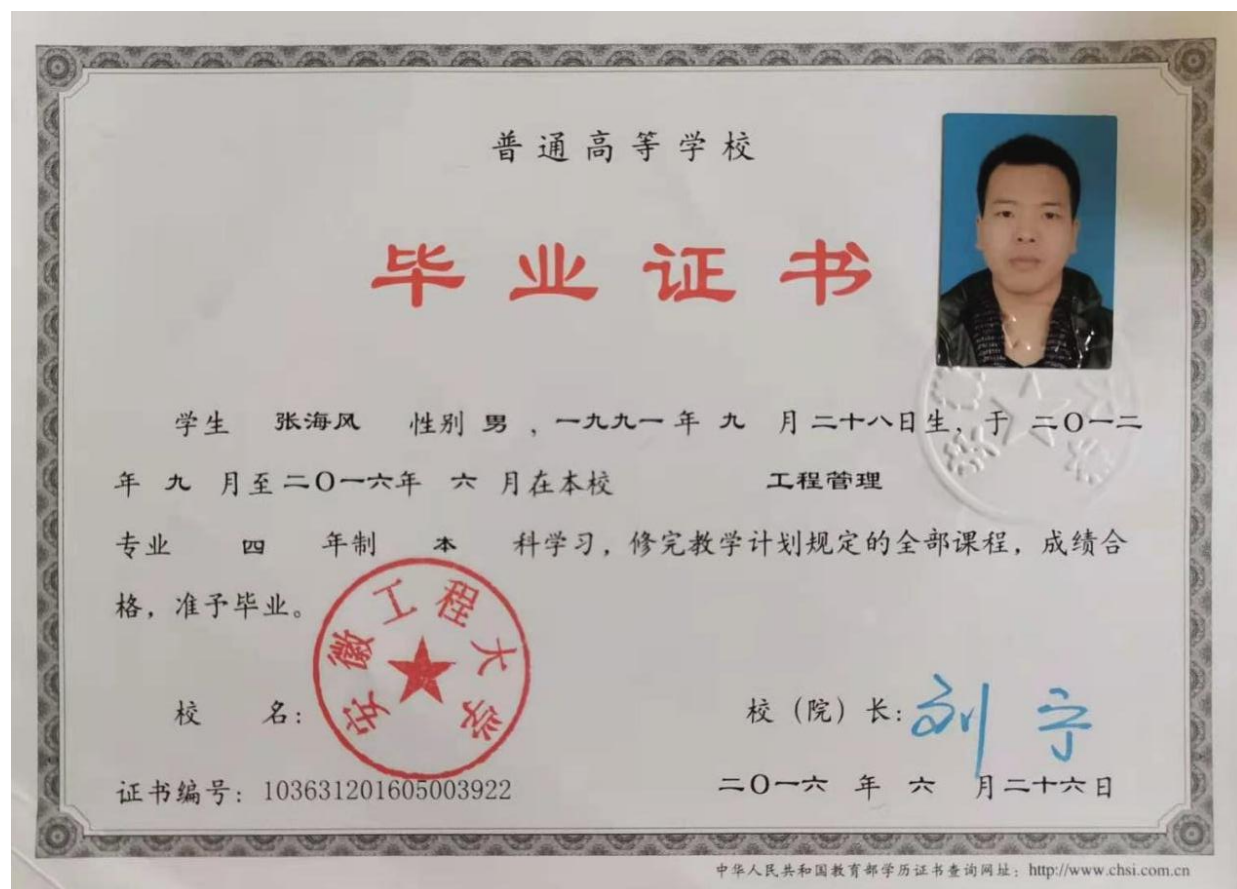 普通高等学校
毕业证书
学生 张海风 性别 男 ，一九九一 年 九 月 二十八日生，于 二〇一二
年 九 月至 二〇一六年 六 月在本校 工程管理
专业 四 年制 本 科学习，修完教学计划规定的全部课程，成绩合
格，准予毕业。
安徽工程大学
校 名：
校（院）长：刘宁
证书编号：103631201605003922
二〇一六 年 六 月二十六日
中华人民共和国教育部学历证书查询网址：http://www.chsi.com.cn